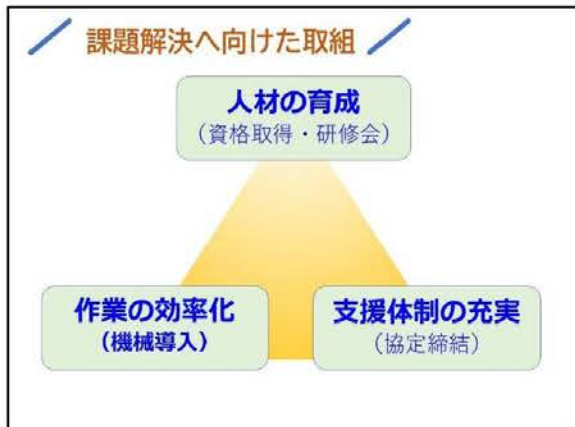 課題解決へ向けた取組
人材の育成
（資格取得・研修会）
作業の効率化
（機械導入）
支援体制の充実
（協定締結）